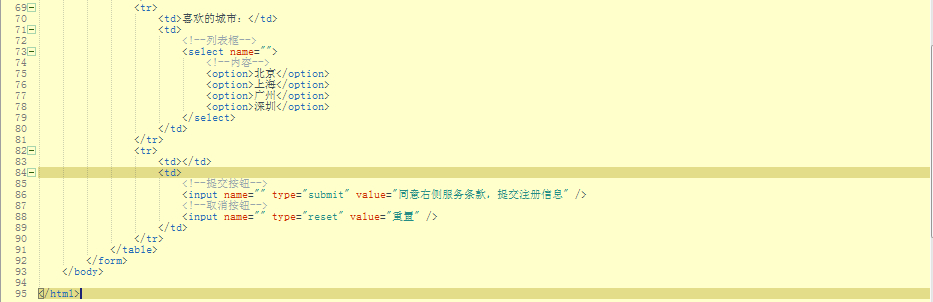 69 <tr>
70 <td>喜欢的城市：</td>
71 <td>
72 <!--列表框-->
73 <select name="">
74 <!--内容-->
75 <option>北京</option>
76 <option>上海</option>
77 <option>广州</option>
78 <option>深圳</option>
79 </select>
80 </td>
81 </tr>
82 <tr>
83 <td></td>
84 <td>
85 <!--提交按钮-->
86 <input name="" type="submit" value="同意右侧服务条款，提交注册信息" />
87 <!--取消按钮-->
88 <input name="" type="reset" value="重置" />
89 </td>
90 </tr>
91 </table>
92 </form>
93 </body>
94
95 </html>